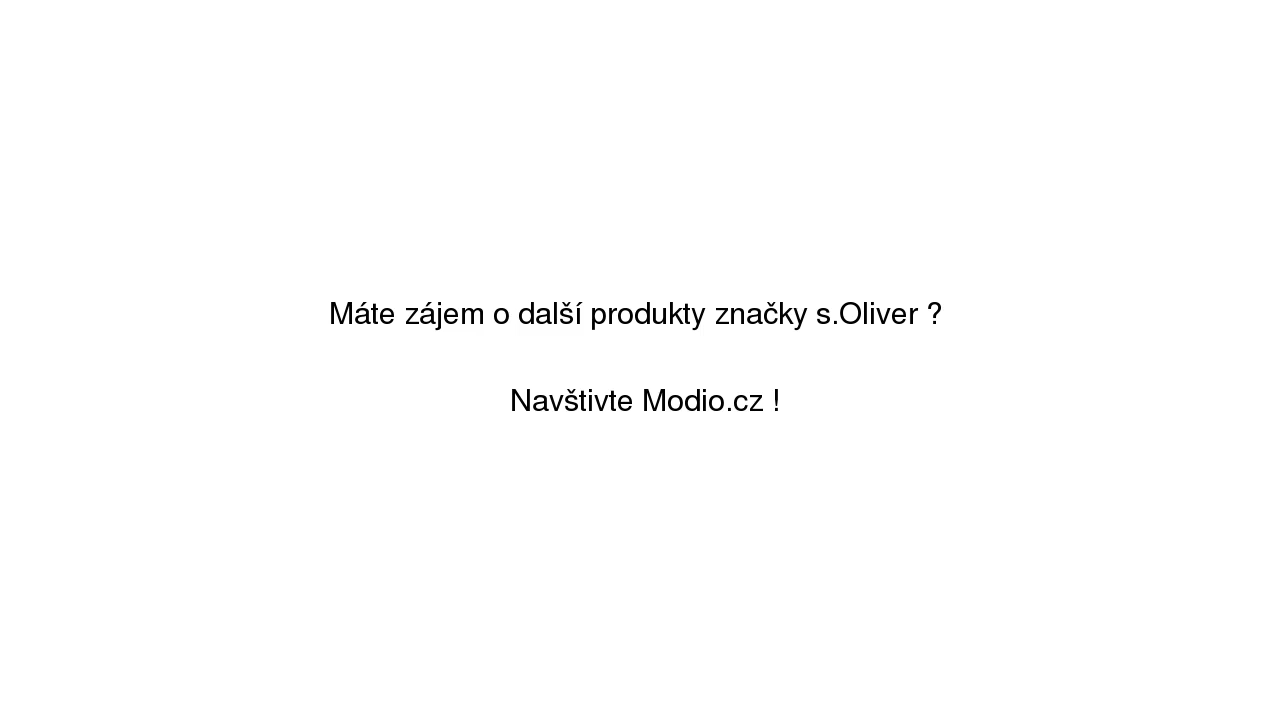 Máte zájem o další produkty značky s.Oliver ?
Navštivte Modio.cz !